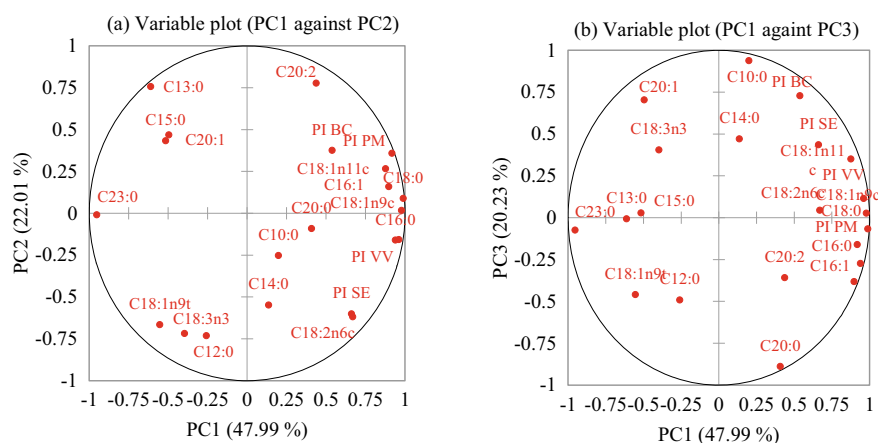 (a) Variable plot (PC1 against PC2)
1
0.75
0.5
0.25
0
-0.25
-0.5
-0.75
-1
PC2 (22.01 %)
C13:0
C20:2
C15:0
C20:1
PI BC
PI PM
C18:1n11c
C18:0
C16:1
C23:0
C20:0
C18:1n9c
C16:0
C10:0
PI VV
C14:0
PI SE
C18:1n9t
C18:3n3
C18:2n6c
C12:0
-1 -0.75 -0.5 -0.25 0 0.25 0.5 0.75 1
PC1 (47.99 %)
(b) Variable plot (PC1 againt PC3)
1
0.75
0.5
0.25
0
-0.25
-0.5
-0.75
-1
PC3 (20.23 %)
C20:1
C10:0
PI BC
C18:3n3
C14:0
PI SE
C18:1n11
c
PI VV
C13:0
C15:0
C18:2n6c
C18:1n9c
C23:0
C18:0
PI PM
C16:0
C18:1n9t
C12:0
C20:2
C16:1
C20:0
-1 -0.75 -0.5 -0.25 0 0.25 0.5 0.75 1
PC1 (47.99 %)